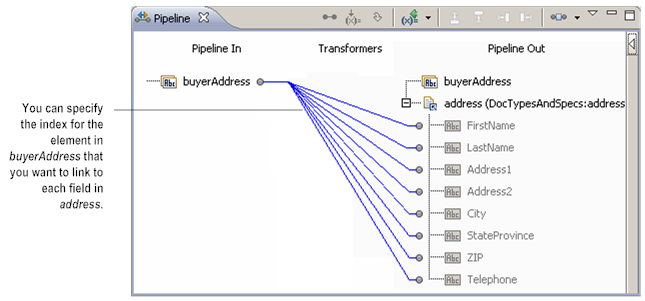 Pipeline
Pipeline In
Transformers
Pipeline Out
buyerAddress
buyerAddress
address (DocTypesAndSpecs:address
FirstName
LastName
Address1
Address2
City
StateProvince
ZIP
Telephone
You can specify
the index for the
element in
buyerAddress that
you want to link to
each field in
address.